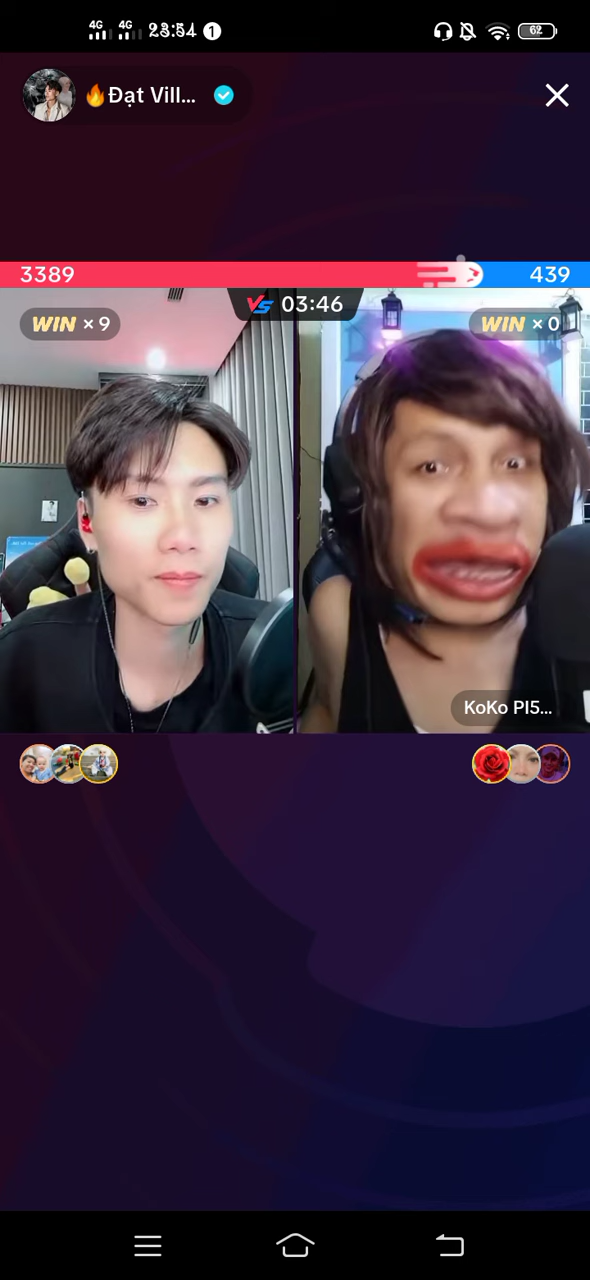 4G 4G 23:54 1 62
🔥Đạt Vill...
3389 439
VS 03:46
WIN × 9 WIN × 0
KoKo PI5...